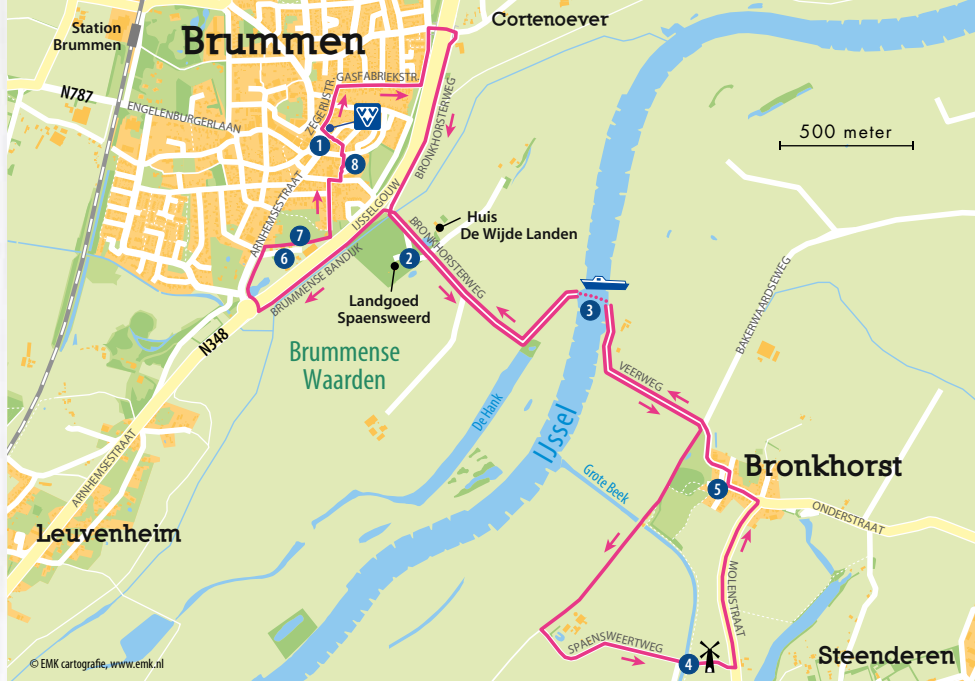 Station
Brummen
Brummen
Cortenoever
N787
ENGELENBURGERLAAN
ZEGERIJSTR.
GASFABRIEKSTR.
VVV
BRONKHORSTERWEG
500 meter
1
8
ARNHEMSESTRAAT
IJSSELGOUW
7
6
BRUMMENSE BANDIJK
BRONKHORSTERWEG
Huis
De Wijde Landen
2
Landgoed
Spaensweerd
3
N348
Brummense
Waarden
BAKERWAARDSEWEG
VEERWEG
De Hank
IJssel
Grote Beek
Bronkhorst
5
ONDERSTRAAT
ARNHEMSESTRAAT
Leuvenheim
MOLENSTRAAT
SPAENSWEERTWEG
4
Steenderen
© EMK cartografie, www.emk.nl